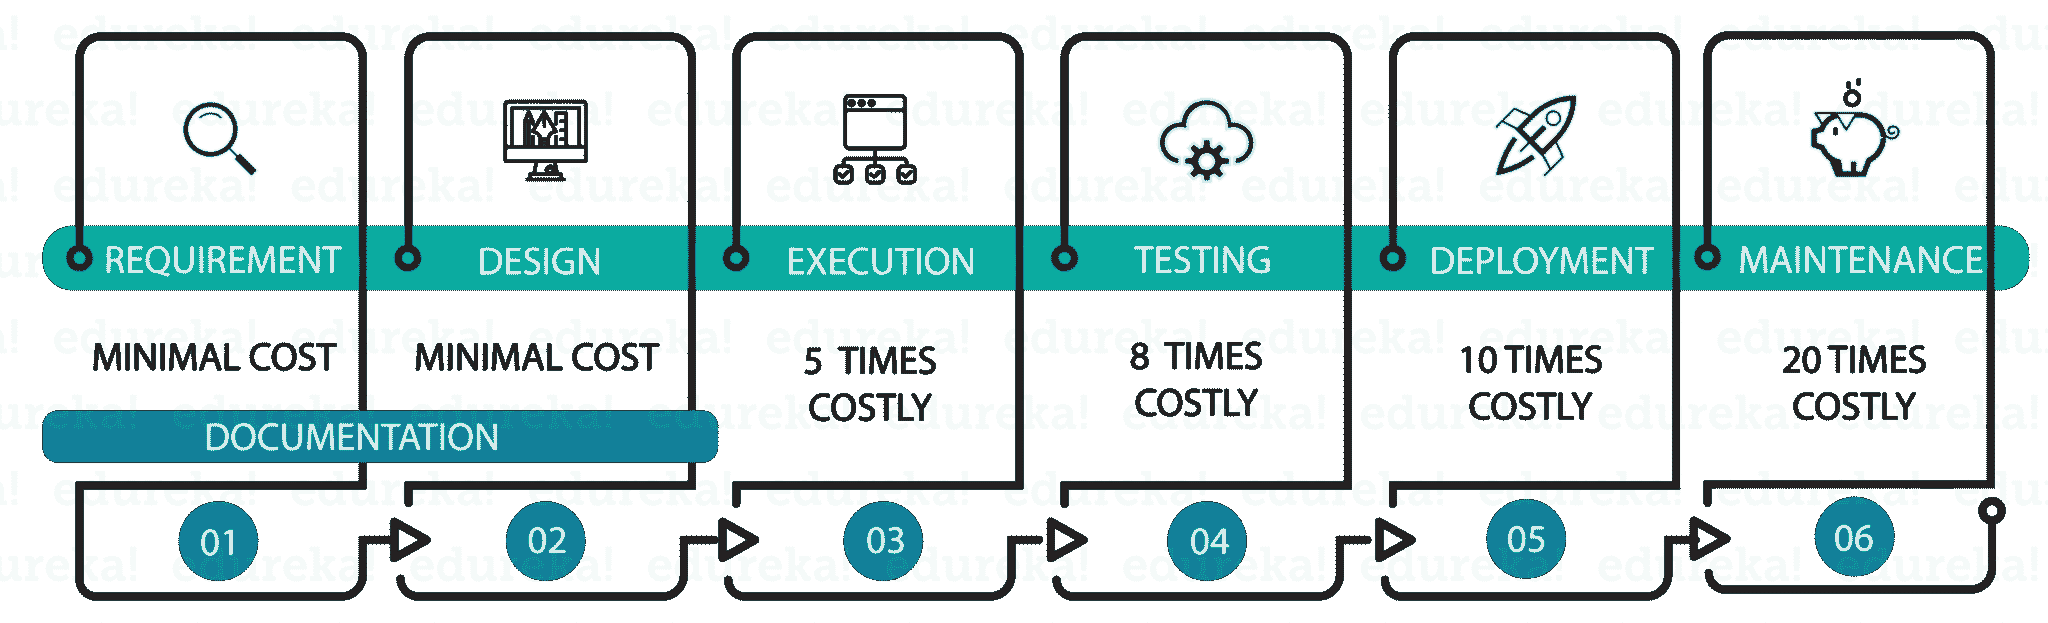 REQUIREMENT
MINIMAL COST
DESIGN
MINIMAL COST
DOCUMENTATION
EXECUTION
5 TIMES
COSTLY
TESTING
8 TIMES
COSTLY
DEPLOYMENT
10 TIMES
COSTLY
MAINTENANCE
20 TIMES
COSTLY
01
02
03
04
05
06
edureka!